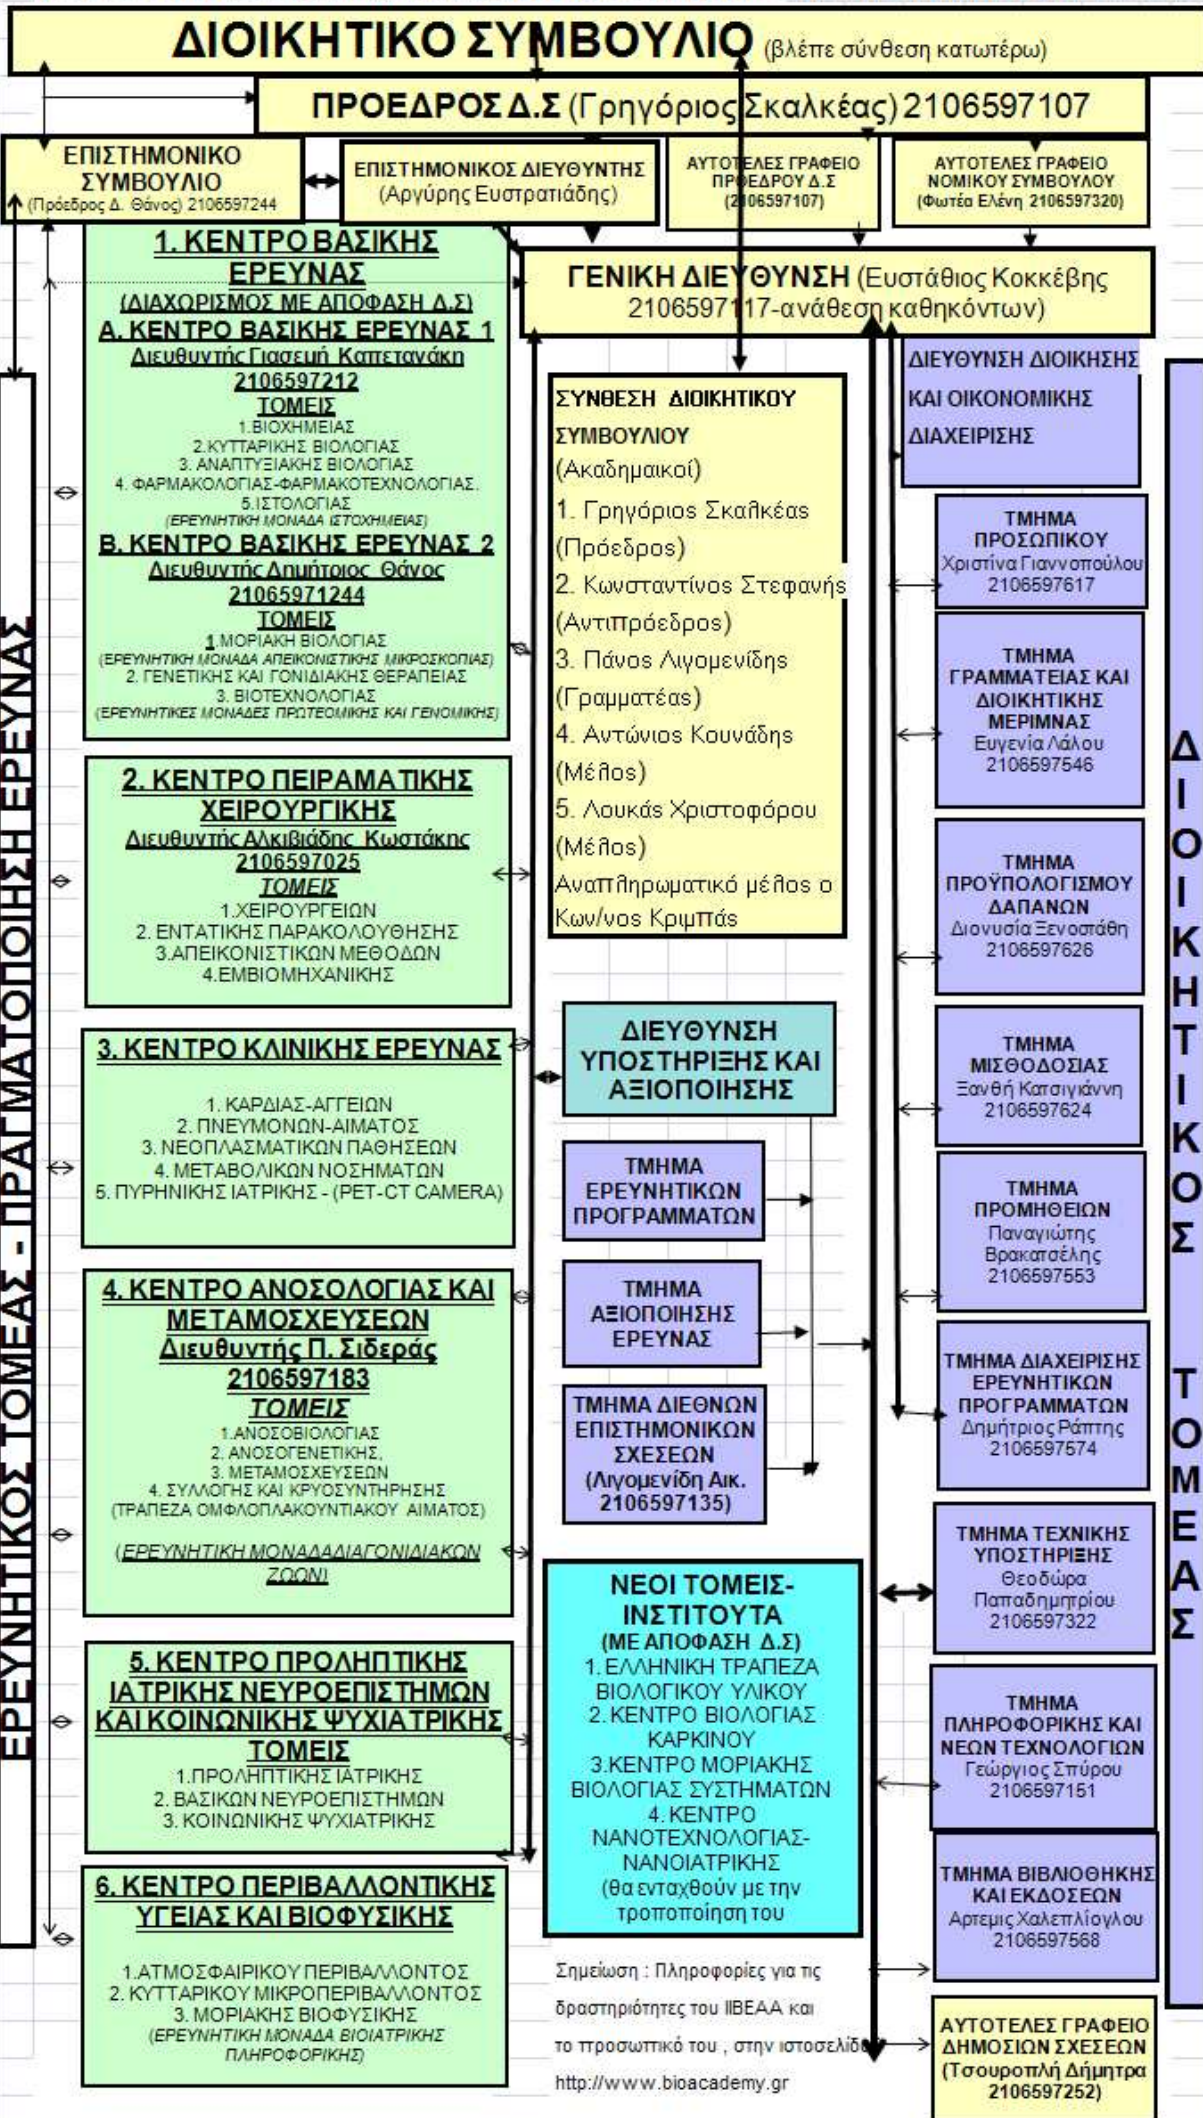 ΔΙΟΙΚΗΤΙΚΟ ΣΥΜΒΟΥΛΙΟ (βλέπε σύνθεση κατωτέρω)
ΠΡΟΕΔΡΟΣ Δ.Σ (Γρηγόριος Σκαλκέας) 2106597107
ΕΠΙΣΤΗΜΟΝΙΚΟ
ΣΥΜΒΟΥΛΙΟ
(Πρόεδρος Δ. Θάνος) 2106597244
ΕΠΙΣΤΗΜΟΝΙΚΟΣ ΔΙΕΥΘΥΝΤΗΣ
(Αργύρης Ευστρατιάδης)
ΑΥΤΟΤΕΛΕΣ ΓΡΑΦΕΙΟ
ΠΡΟΕΔΡΟΥ Δ.Σ
(2106597107)
ΑΥΤΟΤΕΛΕΣ ΓΡΑΦΕΙΟ
ΝΟΜΙΚΟΥ ΣΥΜΒΟΥΛΟΥ
(Φωτέα Ελένη 2106597320)
ΓΕΝΙΚΗ ΔΙΕΥΘΥΝΣΗ (Ευστάθιος Κοκκέβης
2106597117-ανάθεση καθηκόντων)
ΕΡΕΥΝΗΤΙΚΟΣ ΤΟΜΕΑΣ - ΠΡΑΓΜΑΤΟΠΟΙΗΣΗ ΕΡΕΥΝΑΣ
1. ΚΕΝΤΡΟ ΒΑΣΙΚΗΣ
ΕΡΕΥΝΑΣ
(ΔΙΑΧΩΡΙΣΜΟΣ ΜΕ ΑΠΟΦΑΣΗ Δ.Σ)
Α. ΚΕΝΤΡΟ ΒΑΣΙΚΗΣ ΕΡΕΥΝΑΣ 1
Διευθυντής Γιασεμή Καπετανάκη
2106597212
ΤΟΜΕΙΣ
1.ΒΙΟΧΗΜΕΙΑΣ
2.ΚΥΤΤΑΡΙΚΗΣ ΒΙΟΛΟΓΙΑΣ
3. ΑΝΑΠΤΥΞΙΑΚΗΣ ΒΙΟΛΟΓΙΑΣ
4. ΦΑΡΜΑΚΟΛΟΓΙΑΣ-ΦΑΡΜΑΚΟΤΕΧΝΟΛΟΓΙΑΣ.
5.ΙΣΤΟΛΟΓΙΑΣ
(ΕΡΕΥΝΗΤΙΚΗ ΜΟΝΑΔΑ ΙΣΤΟΧΗΜΕΙΑΣ)
Β. ΚΕΝΤΡΟ ΒΑΣΙΚΗΣ ΕΡΕΥΝΑΣ 2
Διευθυντής Δημήτριος Θάνος
21065971244
ΤΟΜΕΙΣ
1.ΜΟΡΙΑΚΗ ΒΙΟΛΟΓΙΑΣ
(ΕΡΕΥΝΗΤΙΚΗ ΜΟΝΑΔΑ ΑΠΕΙΚΟΝΙΣΤΙΚΗΣ ΜΙΚΡΟΣΚΟΠΙΑΣ)
2. ΓΕΝΕΤΙΚΗΣ ΚΑΙ ΓΟΝΙΔΙΑΚΗΣ ΘΕΡΑΠΕΙΑΣ
3. ΒΙΟΤΕΧΝΟΛΟΓΙΑΣ
(ΕΡΕΥΝΗΤΙΚΕΣ ΜΟΝΑΔΕΣ ΠΡΩΤΕΟΜΙΚΗΣ ΚΑΙ ΓΕΝΟΜΙΚΗΣ)
2. ΚΕΝΤΡΟ ΠΕΙΡΑΜΑΤΙΚΗΣ
ΧΕΙΡΟΥΡΓΙΚΗΣ
Διευθυντής Αλκιβιάδης Κωστάκης
2106597025
ΤΟΜΕΙΣ
1.ΧΕΙΡΟΥΡΓΕΙΩΝ
2. ΕΝΤΑΤΙΚΗΣ ΠΑΡΑΚΟΛΟΥΘΗΣΗΣ
3.ΑΠΕΙΚΟΝΙΣΤΙΚΩΝ ΜΕΘΟΔΩΝ
4.ΕΜΒΙΟΜΗΧΑΝΙΚΗΣ
3. ΚΕΝΤΡΟ ΚΛΙΝΙΚΗΣ ΕΡΕΥΝΑΣ
1. ΚΑΡΔΙΑΣ-ΑΓΓΕΙΩΝ
2. ΠΝΕΥΜΟΝΩΝ-ΑΙΜΑΤΟΣ
3. ΝΕΟΠΛΑΣΜΑΤΙΚΩΝ ΠΑΘΗΣΕΩΝ
4. ΜΕΤΑΒΟΛΙΚΩΝ ΝΟΣΗΜΑΤΩΝ
5. ΠΥΡΗΝΙΚΗΣ ΙΑΤΡΙΚΗΣ - (PET-CT CAMERA)
4. ΚΕΝΤΡΟ ΑΝΟΣΟΛΟΓΙΑΣ ΚΑΙ
ΜΕΤΑΜΟΣΧΕΥΣΕΩΝ
Διευθυντής Π. Σιδεράς
2106597183
ΤΟΜΕΙΣ
1.ΑΝΟΣΟΒΙΟΛΟΓΙΑΣ
2. ΑΝΟΣΟΓΕΝΕΤΙΚΗΣ,
3. ΜΕΤΑΜΟΣΧΕΥΣΕΩΝ
4. ΣΥΛΛΟΓΗΣ ΚΑΙ ΚΡΥΟΣΥΝΤΗΡΗΣΗΣ
(ΤΡΑΠΕΖΑ ΟΜΦΛΟΠΛΑΚΟΥΝΤΙΑΚΟΥ ΑΙΜΑΤΟΣ)
(ΕΡΕΥΝΗΤΙΚΗ ΜΟΝΑΔΑΔΙΑΓΟΝΙΔΙΑΚΩΝ
ΖΩΩΝ)
5. ΚΕΝΤΡΟ ΠΡΟΛΗΠΤΙΚΗΣ
ΙΑΤΡΙΚΗΣ ΝΕΥΡΟΕΠΙΣΤΗΜΩΝ
ΚΑΙ ΚΟΙΝΩΝΙΚΗΣ ΨΥΧΙΑΤΡΙΚΗΣ
ΤΟΜΕΙΣ
1.ΠΡΟΛΗΠΤΙΚΗΣ ΙΑΤΡΙΚΗΣ
2. ΒΑΣΙΚΩΝ ΝΕΥΡΟΕΠΙΣΤΗΜΩΝ
3. ΚΟΙΝΩΝΙΚΗΣ ΨΥΧΙΑΤΡΙΚΗΣ
6. ΚΕΝΤΡΟ ΠΕΡΙΒΑΛΛΟΝΤΙΚΗΣ
ΥΓΕΙΑΣ ΚΑΙ ΒΙΟΦΥΣΙΚΗΣ
1.ΑΤΜΟΣΦΑΙΡΙΚΟΥ ΠΕΡΙΒΑΛΛΟΝΤΟΣ
2. ΚΥΤΤΑΡΙΚΟΥ ΜΙΚΡΟΠΕΡΙΒΑΛΛΟΝΤΟΣ
3. ΜΟΡΙΑΚΗΣ ΒΙΟΦΥΣΙΚΗΣ
(ΕΡΕΥΝΗΤΙΚΗ ΜΟΝΑΔΑ ΒΙΟΙΑΤΡΙΚΗΣ
ΠΛΗΡΟΦΟΡΙΚΗΣ)
ΣΥΝΘΕΣΗ ΔΙΟΙΚΗΤΙΚΟΥ
ΣΥΜΒΟΥΛΙΟΥ
(Ακαδημαικοί)
1. Γρηγόριος Σκαλκέας
(Πρόεδρος)
2. Κωνσταντίνος Στεφανής
(Αντιπρόεδρος)
3. Πάνος Λιγομενίδης
(Γραμματέας)
4. Αντώνιος Κουνάδης
(Μέλος)
5. Λουκάς Χριστοφόρου
(Μέλος)
Αναπληρωματικό μέλος ο
Κων/νος Κριμπάς
ΔΙΕΥΘΥΝΣΗ
ΥΠΟΣΤΗΡΙΞΗΣ ΚΑΙ
ΑΞΙΟΠΟΙΗΣΗΣ
ΤΜΗΜΑ
ΕΡΕΥΝΗΤΙΚΩΝ
ΠΡΟΓΡΑΜΜΑΤΩΝ
ΤΜΗΜΑ
ΑΞΙΟΠΟΙΗΣΗΣ
ΕΡΕΥΝΑΣ
ΤΜΗΜΑ ΔΙΕΘΝΩΝ
ΕΠΙΣΤΗΜΟΝΙΚΩΝ
ΣΧΕΣΕΩΝ
(Λιγομενίδη Αικ.
2106597135)
ΝΕΟΙ ΤΟΜΕΙΣ-
ΙΝΣΤΙΤΟΥΤΑ
(ΜΕ ΑΠΟΦΑΣΗ Δ.Σ)
1. ΕΛΛΗΝΙΚΗ ΤΡΑΠΕΖΑ
ΒΙΟΛΟΓΙΚΟΥ ΥΛΙΚΟΥ
2. ΚΕΝΤΡΟ ΒΙΟΛΟΓΙΑΣ
ΚΑΡΚΙΝΟΥ
3.ΚΕΝΤΡΟ ΜΟΡΙΑΚΗΣ
ΒΙΟΛΟΓΙΑΣ ΣΥΣΤΗΜΑΤΩΝ
4. ΚΕΝΤΡΟ
ΝΑΝΟΤΕΧΝΟΛΟΓΙΑΣ-
ΝΑΝΟΙΑΤΡΙΚΗΣ
(θα ενταχθούν με την
τροποποίηση του
Σημείωση : Πληροφορίες για τις
δραστηριότητες του ΙΙΒΕΑΑ και
το προσωπικό του , στην ιστοσελίδα
http://www.bioacademy.gr
ΔΙΕΥΘΥΝΣΗ ΔΙΟΙΚΗΣΗΣ
ΚΑΙ ΟΙΚΟΝΟΜΙΚΗΣ
ΔΙΑΧΕΙΡΙΣΗΣ
ΤΜΗΜΑ
ΠΡΟΣΩΠΙΚΟΥ
Χριστίνα Γιαννοπούλου
2106597617
ΤΜΗΜΑ
ΓΡΑΜΜΑΤΕΙΑΣ ΚΑΙ
ΔΙΟΙΚΗΤΙΚΗΣ
ΜΕΡΙΜΝΑΣ
Ευγενία Λάλου
2106597546
ΤΜΗΜΑ
ΠΡΟΫΠΟΛΟΓΙΣΜΟΥ
ΔΑΠΑΝΩΝ
Διονυσία Ξενοστάθη
2106597626
ΤΜΗΜΑ
ΜΙΣΘΟΔΟΣΙΑΣ
Ξανθή Κατσιγιάννη
2106597624
ΤΜΗΜΑ
ΠΡΟΜΗΘΕΙΩΝ
Παναγιώτης
Βρακατσέλης
2106597553
ΤΜΗΜΑ ΔΙΑΧΕΙΡΙΣΗΣ
ΕΡΕΥΝΗΤΙΚΩΝ
ΠΡΟΓΡΑΜΜΑΤΩΝ
Δημήτριος Ράπτης
2106597574
ΤΜΗΜΑ ΤΕΧΝΙΚΗΣ
ΥΠΟΣΤΗΡΙΞΗΣ
Θεοδώρα
Παπαδημητρίου
2106597322
ΤΜΗΜΑ
ΠΛΗΡΟΦΟΡΙΚΗΣ ΚΑΙ
ΝΕΩΝ ΤΕΧΝΟΛΟΓΙΩΝ
Γεώργιος Σπύρου
2106597151
ΤΜΗΜΑ ΒΙΒΛΙΟΘΗΚΗΣ
ΚΑΙ ΕΚΔΟΣΕΩΝ
Αρτεμις Χαλεπλίογλου
2106597568
ΑΥΤΟΤΕΛΕΣ ΓΡΑΦΕΙΟ
ΔΗΜΟΣΙΩΝ ΣΧΕΣΕΩΝ
(Τσουροπλή Δήμητρα
2106597252)
ΔΙΟΙΚΗΤΙΚΟΣ ΤΟΜΕΑΣ